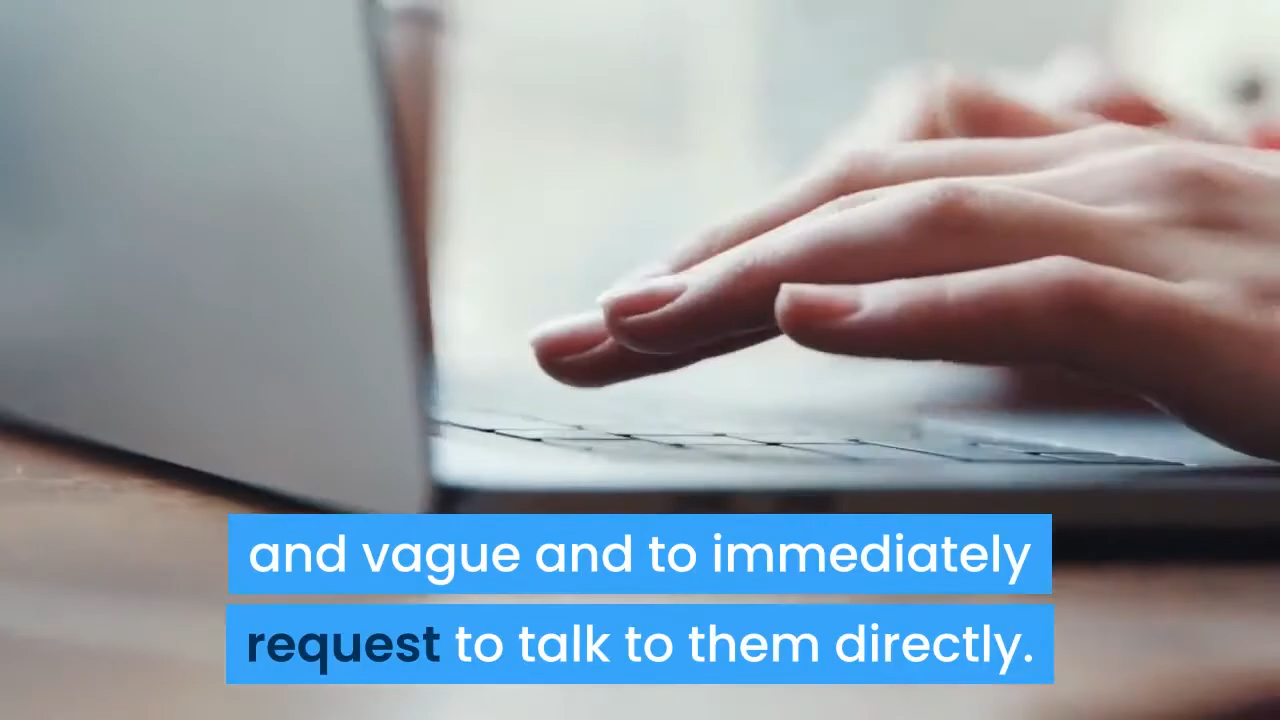 and vague and to immediately
request to talk to them directly.